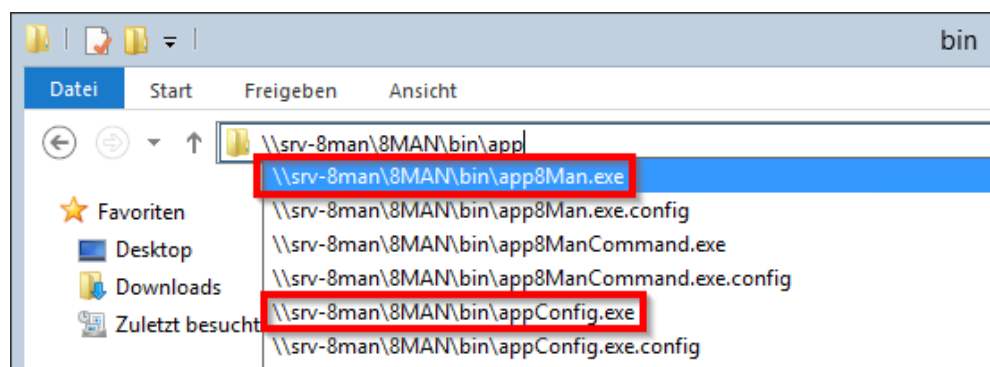 bin
Datei Start Freigeben Ansicht
\\srv-8man\8MAN\bin\app
\\srv-8man\8MAN\bin\app8Man.exe
\\srv-8man\8MAN\bin\app8Man.exe.config
\\srv-8man\8MAN\bin\app8ManCommand.exe
\\srv-8man\8MAN\bin\app8ManCommand.exe.config
\\srv-8man\8MAN\bin\appConfig.exe
\\srv-8man\8MAN\bin\appConfig.exe.config
Favoriten
Desktop
Downloads
Zuletzt besucht